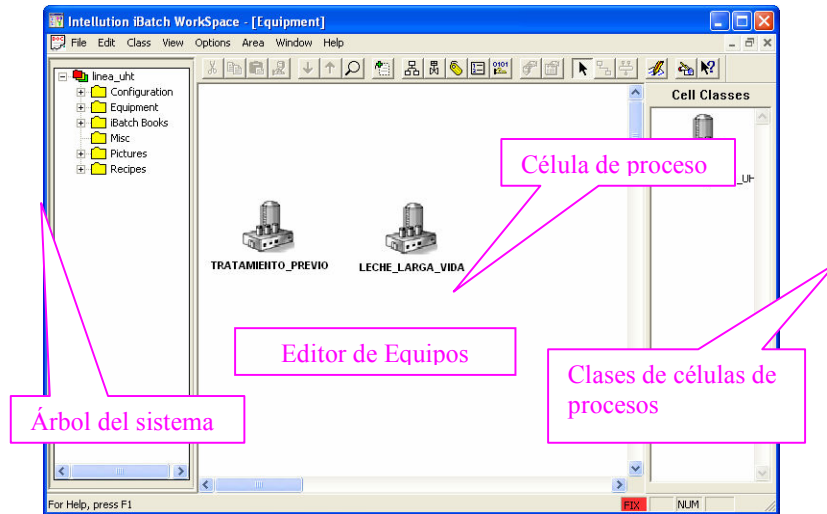 Intellution iBatch WorkSpace - [Equipment]
File Edit Class View Options Area Window Help
linea_uht
Configuration
Equipment
iBatch Books
Misc
Pictures
Recipes
0101
Cell Classes
_UH
Célula de proceso
TRATAMIENTO_PREVIO
LECHE_LARGA_VIDA
Editor de Equipos
Clases de células de
procesos
Árbol del sistema
For Help, press F1
FIX
NUM